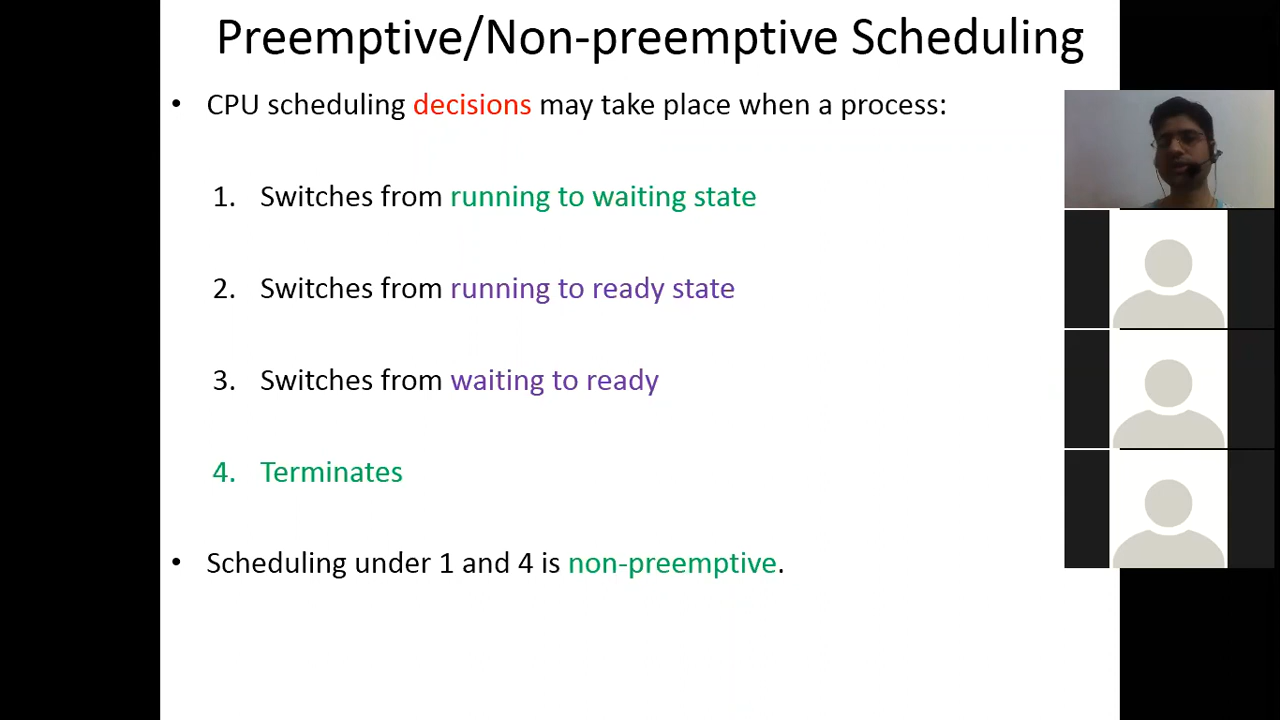 Preemptive/Non-preemptive Scheduling
• CPU scheduling decisions may take place when a process:
1. Switches from running to waiting state
2. Switches from running to ready state
3. Switches from waiting to ready
4. Terminates
• Scheduling under 1 and 4 is non-preemptive.